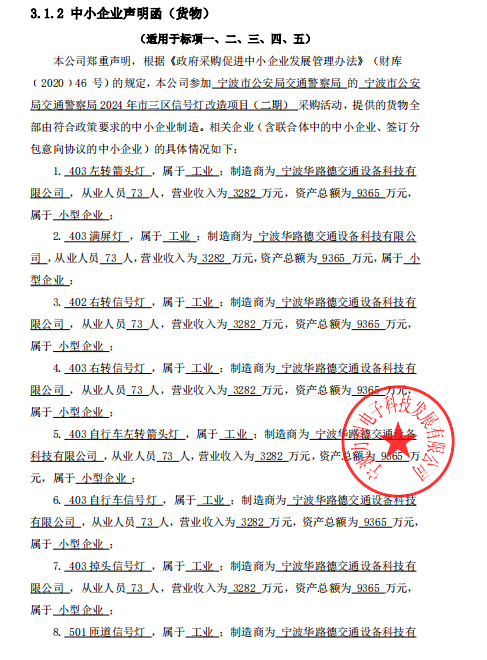 3.1.2 中小企业声明函（货物）
（适用于标项一、二、三、四、五）
本公司郑重声明，根据《政府采购促进中小企业发展管理办法》（财库
（2020）46 号）的规定，本公司参加 宁波市公安局交通警察局 的 宁波市公安
局交通警察局 2024 年市三区信号灯改造项目（二期） 采购活动，提供的货物全
部由符合政策要求的中小企业制造。相关企业（含联合体中的中小企业、签订分
包意向协议的中小企业）的具体情况如下：
1. 403 左转箭头灯 ，属于 工业 ；制造商为 宁波华路德交通设备科技有
限公司 ，从业人员 73 人，营业收入为 3282 万元，资产总额为 9365 万元，
属于 小型企业 ；
2. 403 满屏灯 ，属于 工业 ；制造商为 宁波华路德交通设备科技有限公
司 ，从业人员 73 人，营业收入为 3282 万元，资产总额为 9365 万元，属于 小
型企业 ；
3. 402 右转信号灯 ，属于 工业 ；制造商为 宁波华路德交通设备科技有
限公司 ，从业人员 73 人，营业收入为 3282 万元，资产总额为 9365 万元，
属于 小型企业 ；
4. 403 右转信号灯 ，属于 工业 ；制造商为 宁波华路德交通设备科技有
限公司 ，从业人员 73 人，营业收入为 3282 万元，资产总额为 9365 万元，
属于 小型企业 ；
5. 403 自行车左转箭头灯 ，属于 工业 ；制造商为 宁波华路德交通设备
科技有限公司 ，从业人员 73 人，营业收入为 3282 万元，资产总额为 9365 万
元，属于 小型企业 ；
6. 403 自行车信号灯 ，属于 工业 ；制造商为 宁波华路德交通设备科技
有限公司 ，从业人员 73 人，营业收入为 3282 万元，资产总额为 9365 万元，
属于 小型企业 ；
7. 403 掉头信号灯 ，属于 工业 ；制造商为 宁波华路德交通设备科技有
限公司 ，从业人员 73 人，营业收入为 3282 万元，资产总额为 9365 万元，
属于 小型企业 ；
8. 501 匝道信号灯 ，属于 工业 ；制造商为 宁波华路德交通设备科技有
宁波 电子科技发展有限公司